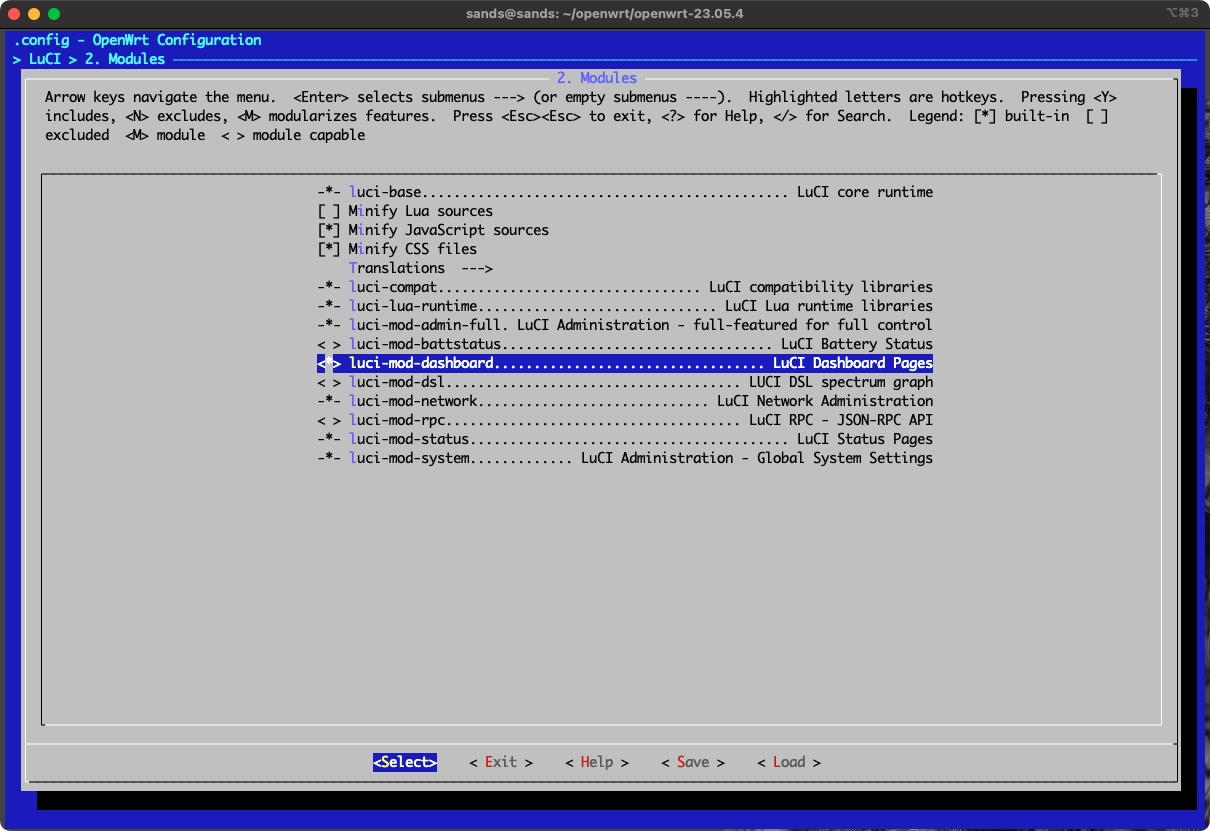 sands@sands: ~/openwrt/openwrt-23.05.4
⌥⌘3
.config - OpenWrt Configuration
> LuCI > 2. Modules
2. Modules
Arrow keys navigate the menu.  <Enter> selects submenus ---> (or empty submenus ----).  Highlighted letters are hotkeys.  Pressing <Y>
includes, <N> excludes, <M> modularizes features.  Press <Esc><Esc> to exit, <?> for Help, </> for Search.  Legend: [*] built-in  [ ]
excluded  <M> module  < > module capable
-*- luci-base.............................................. LuCI core runtime
[ ] Minify Lua sources
[*] Minify JavaScript sources
[*] Minify CSS files
    Translations  --->
-*- luci-compat................................. LuCI compatibility libraries
-*- luci-lua-runtime.............................. LuCI Lua runtime libraries
-*- luci-mod-admin-full. LuCI Administration - full-featured for full control
< > luci-mod-battstatus.................................. LuCI Battery Status
<*> luci-mod-dashboard.................................. LuCI Dashboard Pages
< > luci-mod-dsl..................................... LUCI DSL spectrum graph
-*- luci-mod-network............................. LuCI Network Administration
< > luci-mod-rpc..................................... LuCI RPC - JSON-RPC API
-*- luci-mod-status........................................ LuCI Status Pages
-*- luci-mod-system............. LuCI Administration - Global System Settings
<Select>    < Exit >    < Help >    < Save >    < Load >